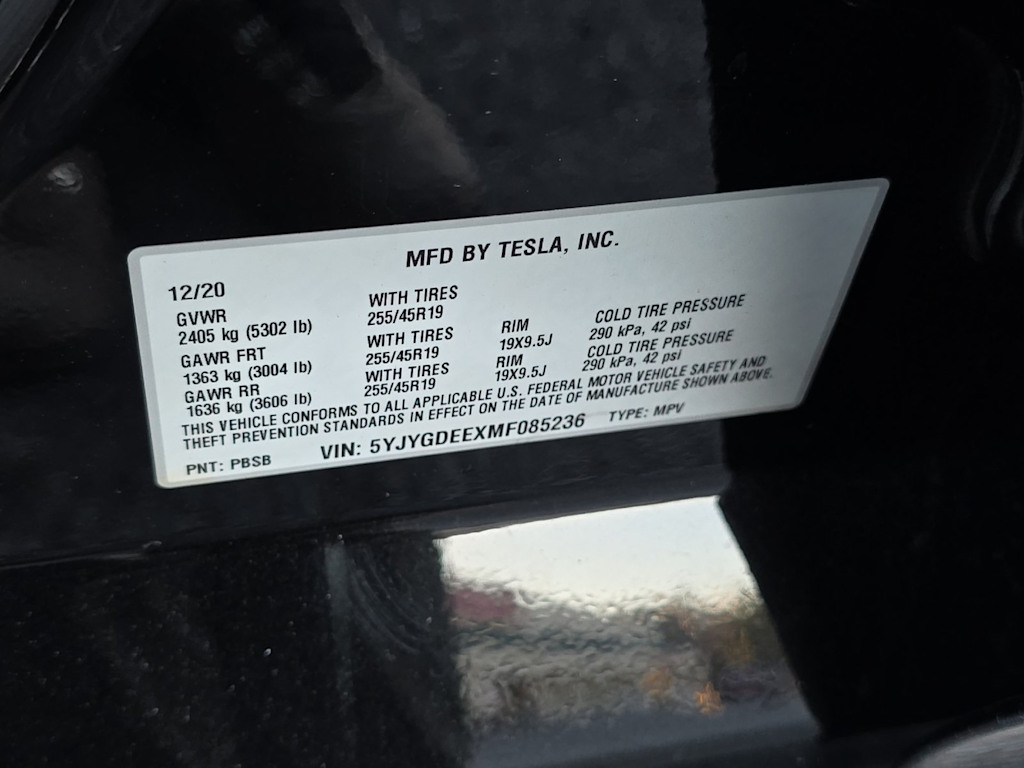 MFD BY TESLA, INC.
12/20
GVWR WITH TIRES
2405 kg (5302 lb) 255/45R19 RIM COLD TIRE PRESSURE
GAWR FRT WITH TIRES 19X9.5J 290 kPa, 42 psi
1363 kg (3004 lb) 255/45R19 RIM COLD TIRE PRESSURE
GAWR RR WITH TIRES 19X9.5J 290 kPa, 42 psi
1636 kg (3606 lb) 255/45R19
THIS VEHICLE CONFORMS TO ALL APPLICABLE U.S. FEDERAL MOTOR VEHICLE SAFETY AND
THEFT PREVENTION STANDARDS IN EFFECT ON THE DATE OF MANUFACTURE SHOWN ABOVE.
PNT: PBSB VIN: 5YJYGDEEXMF085236 TYPE: MPV